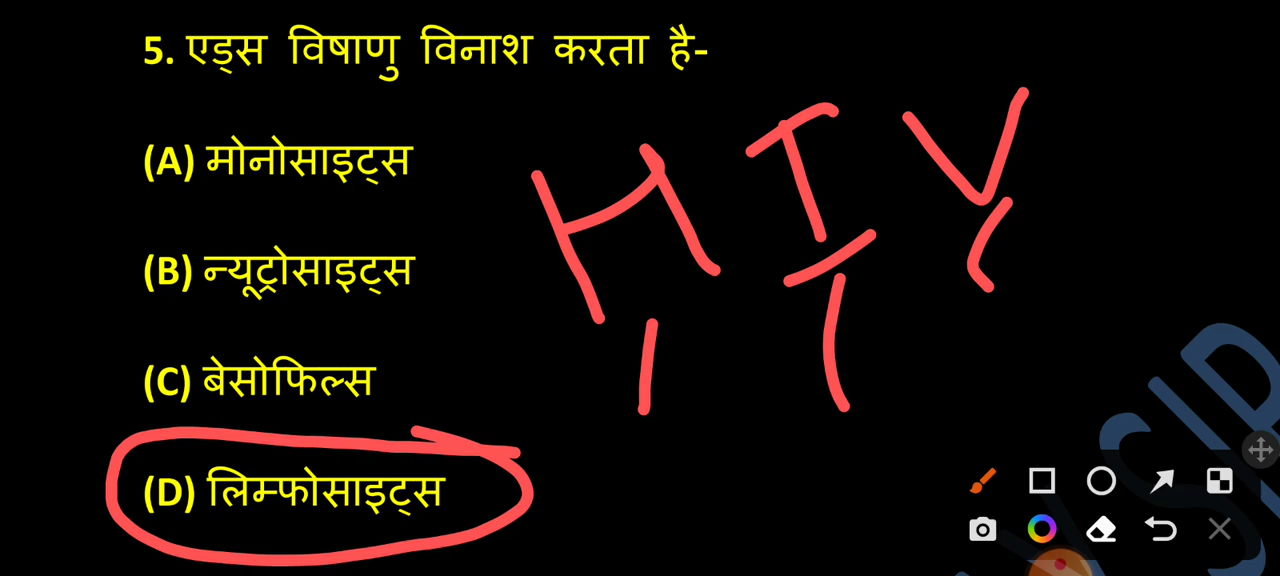 5. एड्स विषाणु विनाश करता है-
(A) मोनोसाइट्स
(B) न्यूट्रोसाइट्स
(C) बेसोफिल्स
(D) लिम्फोसाइट्स
HIV